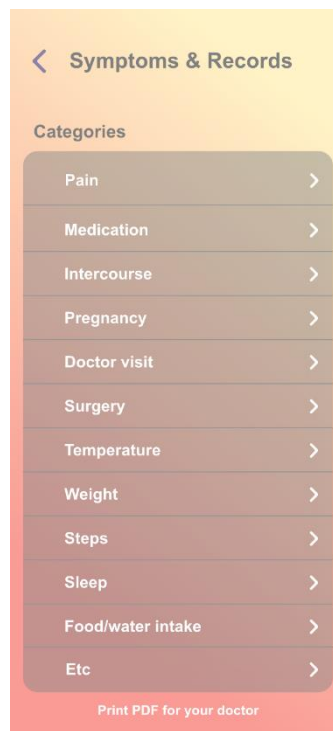 Symptoms & Records
Categories
Pain
Medication
Intercourse
Pregnancy
Doctor visit
Surgery
Temperature
Weight
Steps
Sleep
Food/water intake
Etc
Print PDF for your doctor